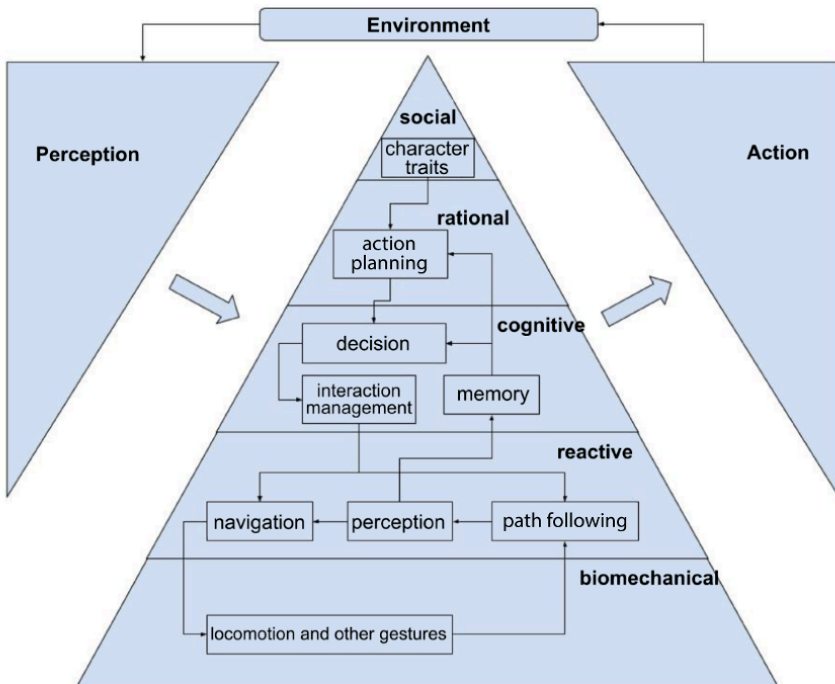 Environment
Perception
Action
social
character
traits
rational
action
planning
cognitive
decision
interaction
management
memory
reactive
navigation
perception
path following
biomechanical
locomotion and other gestures